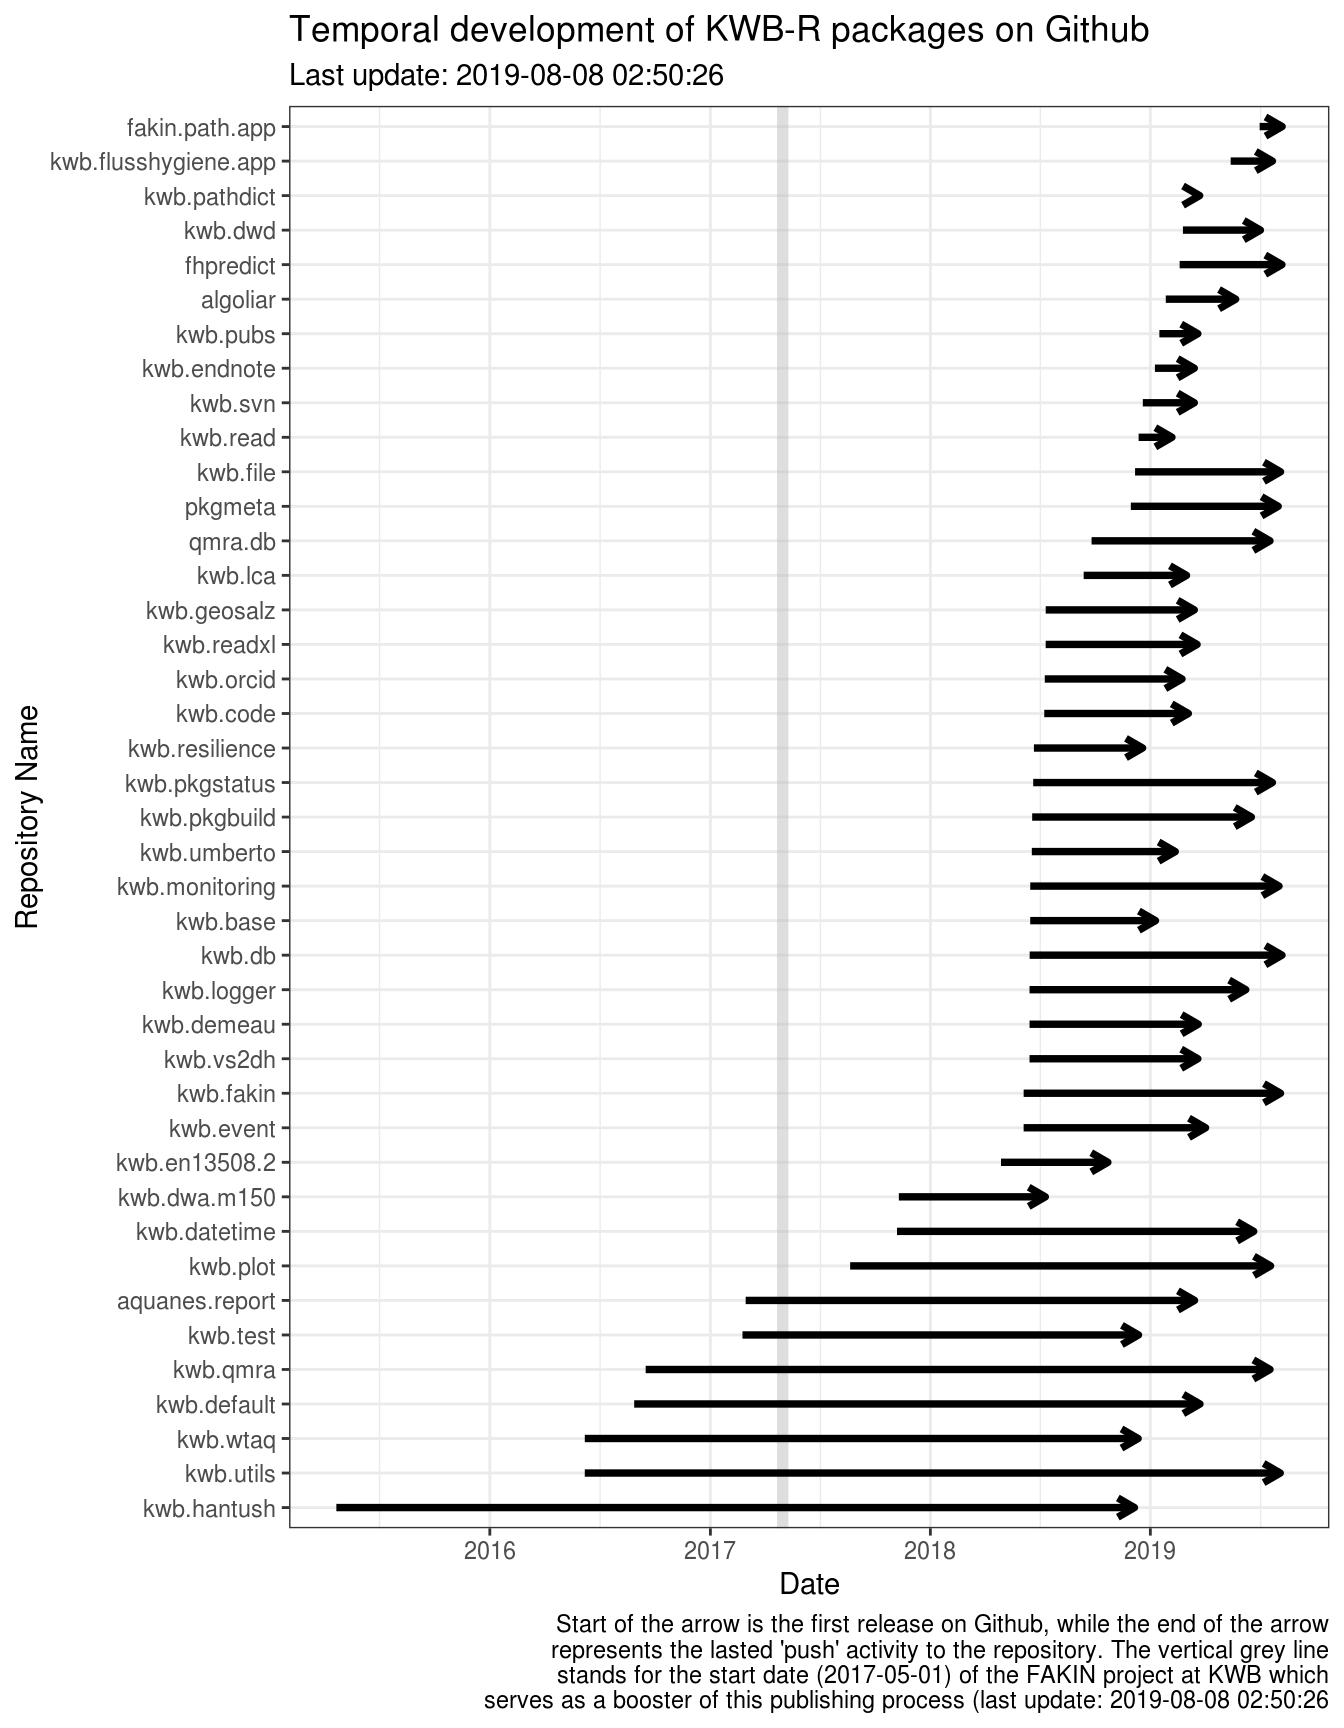 Temporal development of KWB-R packages on Github
Last update: 2019-08-08 02:50:26
fakin.path.app
kwb.flusshygiene.app
kwb.pathdict
kwb.dwd
fhpredict
algoliar
kwb.pubs
kwb.endnote
kwb.svn
kwb.read
kwb.file
pkgmeta
qmra.db
kwb.lca
kwb.geosalz
kwb.readxl
kwb.orcid
kwb.code
kwb.resilience
kwb.pkgstatus
kwb.pkgbuild
kwb.umberto
kwb.monitoring
kwb.base
kwb.db
kwb.logger
kwb.demeau
kwb.vs2dh
kwb.fakin
kwb.event
kwb.en13508.2
kwb.dwa.m150
kwb.datetime
kwb.plot
aquanes.report
kwb.test
kwb.qmra
kwb.default
kwb.wtaq
kwb.utils
kwb.hantush
Repository Name
2016 2017 2018 2019
Date
Start of the arrow is the first release on Github, while the end of the arrow
represents the lasted 'push' activity to the repository. The vertical grey line
stands for the start date (2017-05-01) of the FAKIN project at KWB which
serves as a booster of this publishing process (last update: 2019-08-08 02:50:26